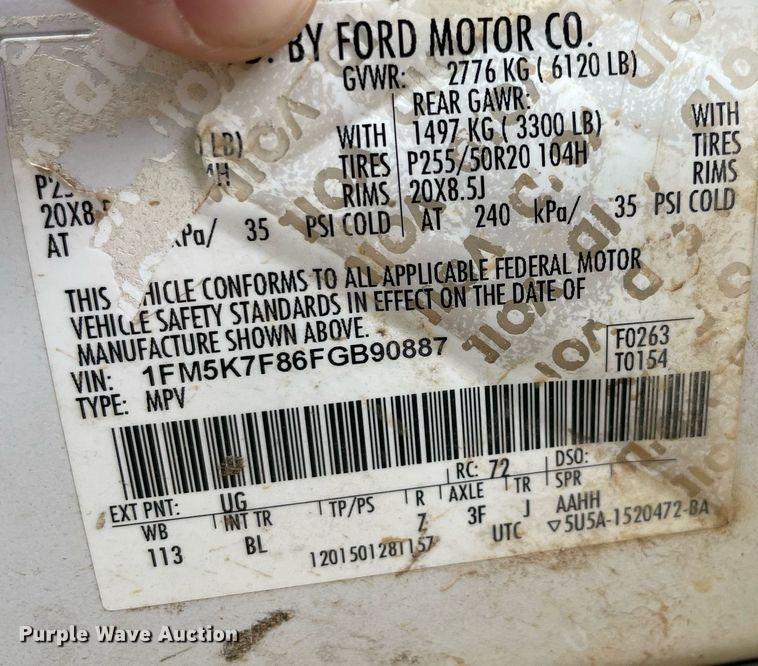 BY FORD MOTOR CO.
GVWR: 2776 KG ( 6120 LB)
REAR GAWR:
LB) WITH 1497 KG ( 3300 LB) WITH
4H TIRES P255/50R20 104H TIRES
20X8. RIMS 20X8.5J RIMS
AT kPa/ 35 PSI COLD AT 240 kPa/ 35 PSI COLD
THIS HICLE CONFORMS TO ALL APPLICABLE FEDERAL MOTOR
VEHICLE SAFETY STANDARDS IN EFFECT ON THE DATE OF
MANUFACTURE SHOWN ABOVE.
VIN: 1FM5K7F86FGB90887
F0263
TYPE: MPV
T0154
EXT PNT: UG RC: 72 DSO:
WB INT TR TP/PS R AXLE TR SPR
113 BL 7 3F J AAHH
12015012811157 UTC ▽5U5A-1520472-BA
Purple Wave Auction